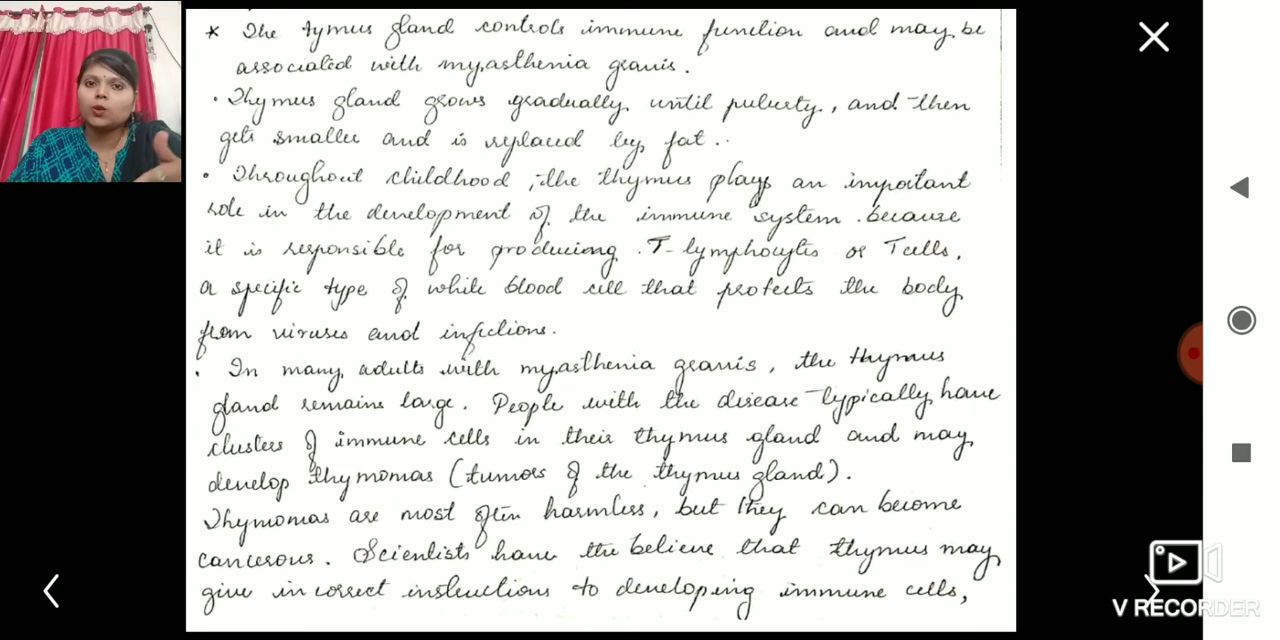 * The tymus gland controls immune function and may be
associated with myasthenia gravis.
· Thymus gland grows gradually until puberty, and then
gets smaller and is replaced by fat..
· Throughout childhood, the thymus plays an important
role in the development of the immune system. because
it is responsible for produciong T-lymphocytes or T cells,
a specific type of white blood cell that protects the body
from viruses and infections.
· In many adults with myasthenia gravis, the thymus
gland remains large. People with the disease typically have
clusters of immune cells in their thymus gland and may
develop thymomas (tumors of the thymus gland).
Thymomas are most often harmless, but they can become
cancerous. Scientists have the believe that thymus may
give in correct instructions to developing immune cells,
V RECORDER